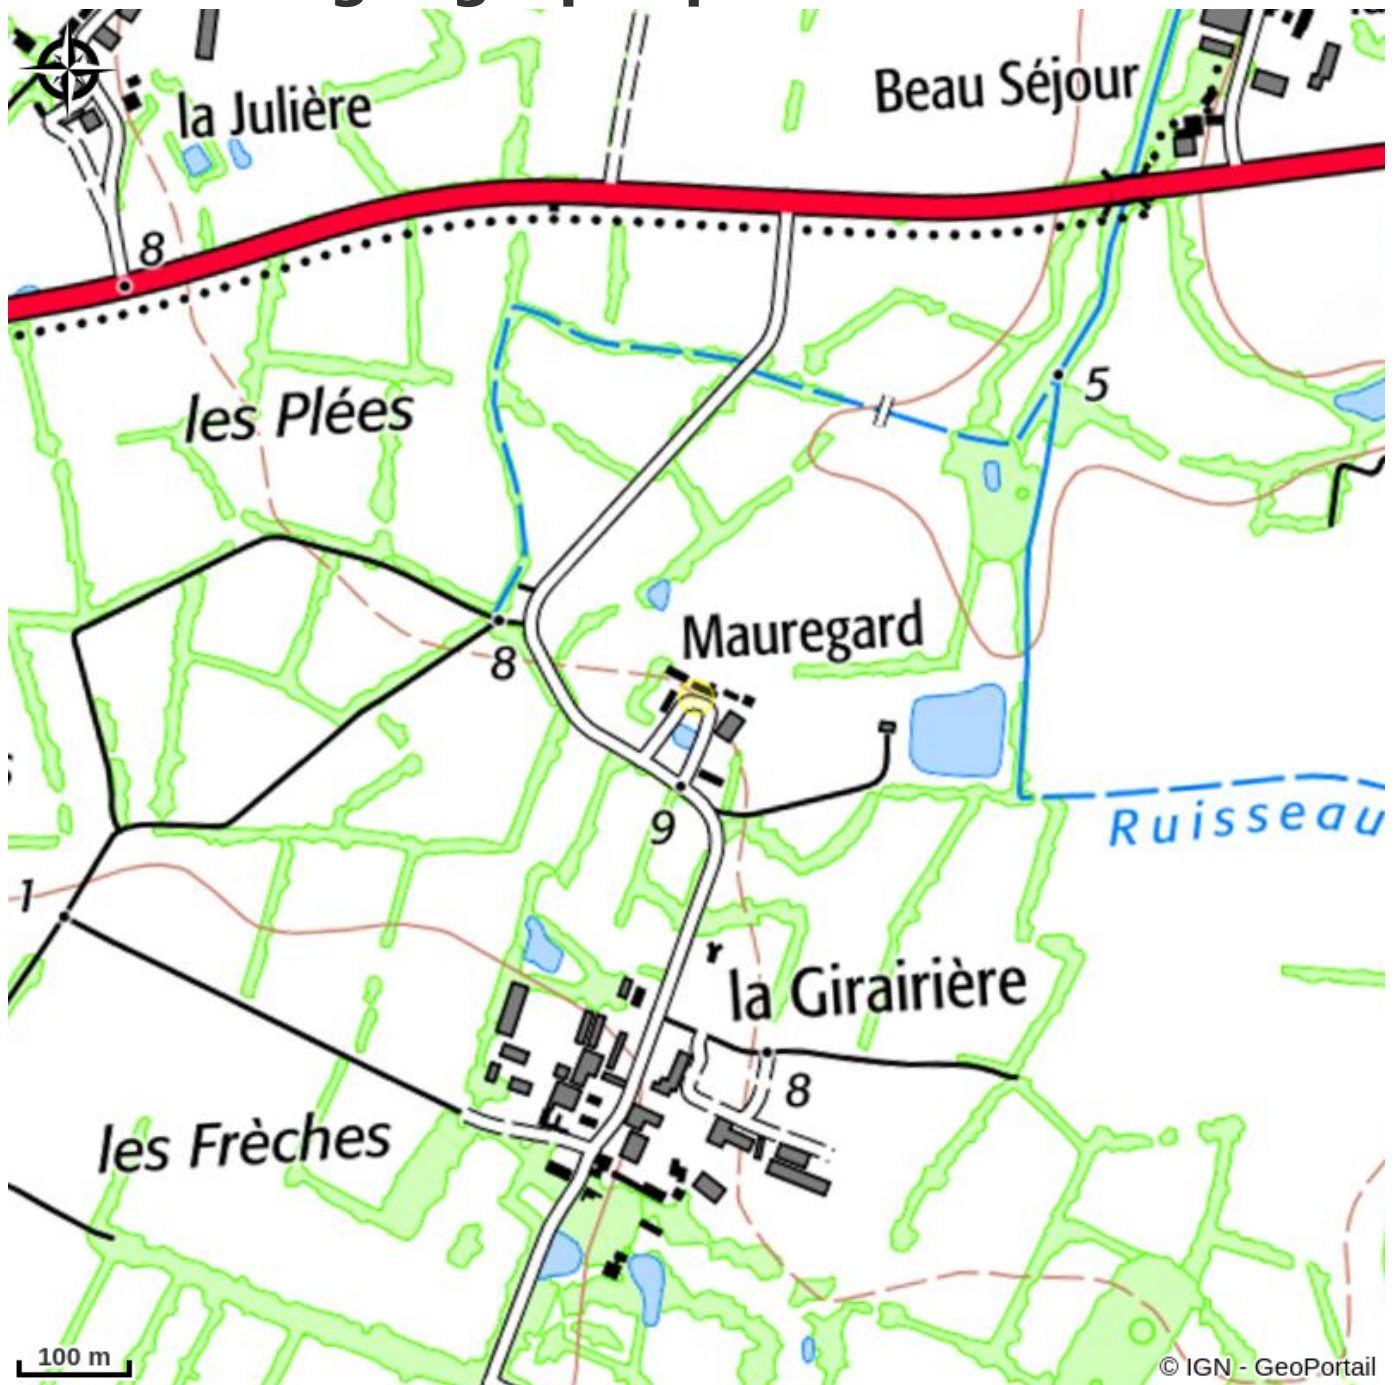 la Julière
Beau Séjour
8
5
les Plées
Mauregard
8
9
Ruisseau
1
la Girairière
8
les Frèches
100 m
© IGN - GeoPortail